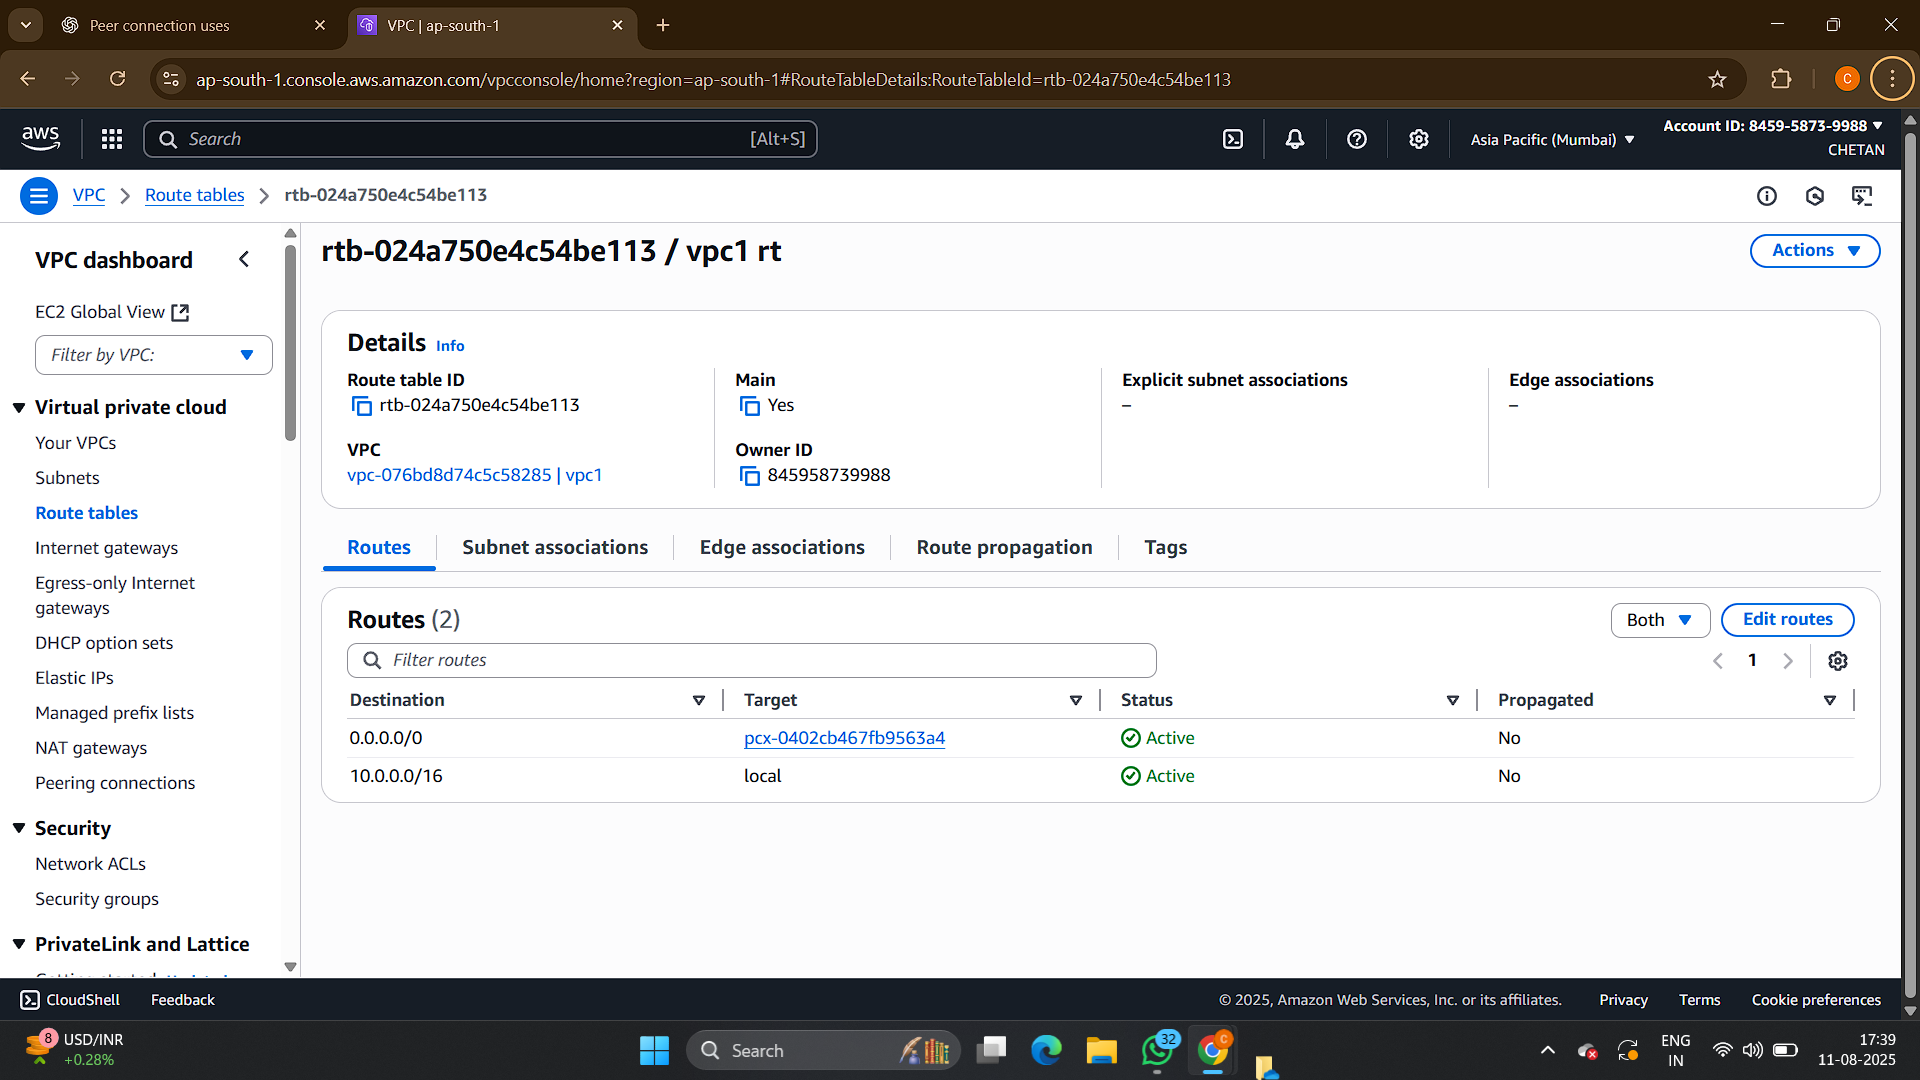 Peer connection uses
VPC | ap-south-1
ap-south-1.console.aws.amazon.com/vpcconsole/home?region=ap-south-1#RouteTableDetails:RouteTableId=rtb-024a750e4c54be113
C
aws
Search
[Alt+S]
Asia Pacific (Mumbai)
Account ID: 8459-5873-9988
CHETAN
VPC
Route tables
rtb-024a750e4c54be113
VPC dashboard
EC2 Global View
Filter by VPC:
Virtual private cloud
Your VPCs
Subnets
Route tables
Internet gateways
Egress-only Internet
gateways
DHCP option sets
Elastic IPs
Managed prefix lists
NAT gateways
Peering connections
Security
Network ACLs
Security groups
PrivateLink and Lattice
rtb-024a750e4c54be113 / vpc1 rt
Actions
Details Info
Route table ID
rtb-024a750e4c54be113
Main
Yes
Explicit subnet associations
–
Edge associations
–
VPC
vpc-076bd8d74c5c58285 | vpc1
Owner ID
845958739988
Routes
Subnet associations
Edge associations
Route propagation
Tags
Routes (2)
Both
Edit routes
Filter routes
1
Destination Target Status Propagated
0.0.0.0/0 pcx-0402cb467fb9563a4 Active No
10.0.0.0/16 local Active No
CloudShell
Feedback
© 2025, Amazon Web Services, Inc. or its affiliates.
Privacy
Terms
Cookie preferences
8
USD/INR
+0.28%
Search
32
C
ENG
IN
17:39
11-08-2025